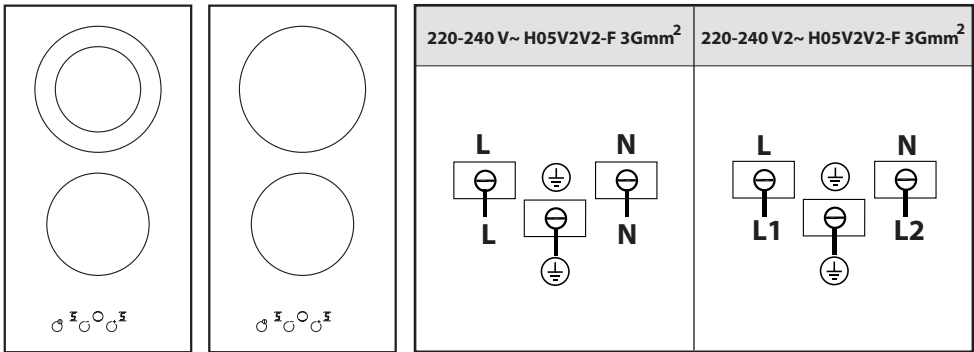 220-240 V~ H05V2V2-F 3Gmm²
220-240 V2~ H05V2V2-F 3Gmm²
L N
L N
L N
L1 L2